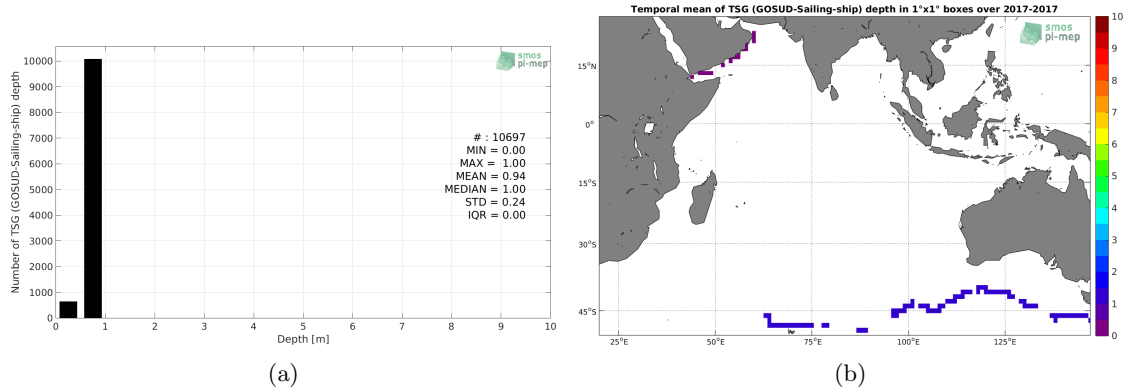 Temporal mean of TSG (GOSUD-Sailing-ship) depth in 1°x1° boxes over 2017-2017
smos
pi-mep
Number of TSG (GOSUD-Sailing-ship) depth
10000
9000
8000
7000
6000
5000
4000
3000
2000
1000
0
# : 10697
MIN = 0.00
MAX = 1.00
MEAN = 0.94
MEDIAN = 1.00
STD = 0.24
IQR = 0.00
0 1 2 3 4 5 6 7 8 9 10
Depth [m]
(a)
smos
pi-mep
15°N
0°
15°S
30°S
45°S
25°E 50°E 75°E 100°E 125°E
10
9
8
7
6
5
4
3
2
1
0
(b)